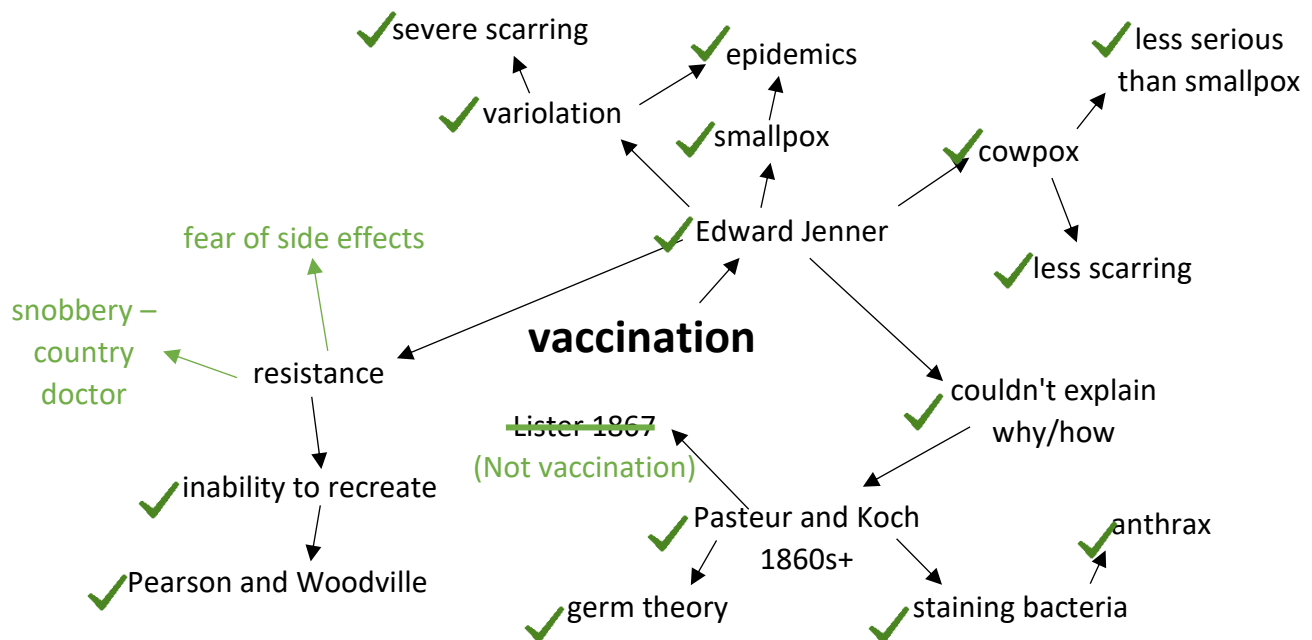 severe scarring
epidemics
less serious
than smallpox
variolation
smallpox
cowpox
Edward Jenner
fear of side effects
less scarring
snobbery –
country
doctor
vaccination
resistance
couldn't explain
why/how
Lister 1867
(Not vaccination)
inability to recreate
Pasteur and Koch
1860s+
anthrax
Pearson and Woodville
germ theory
staining bacteria